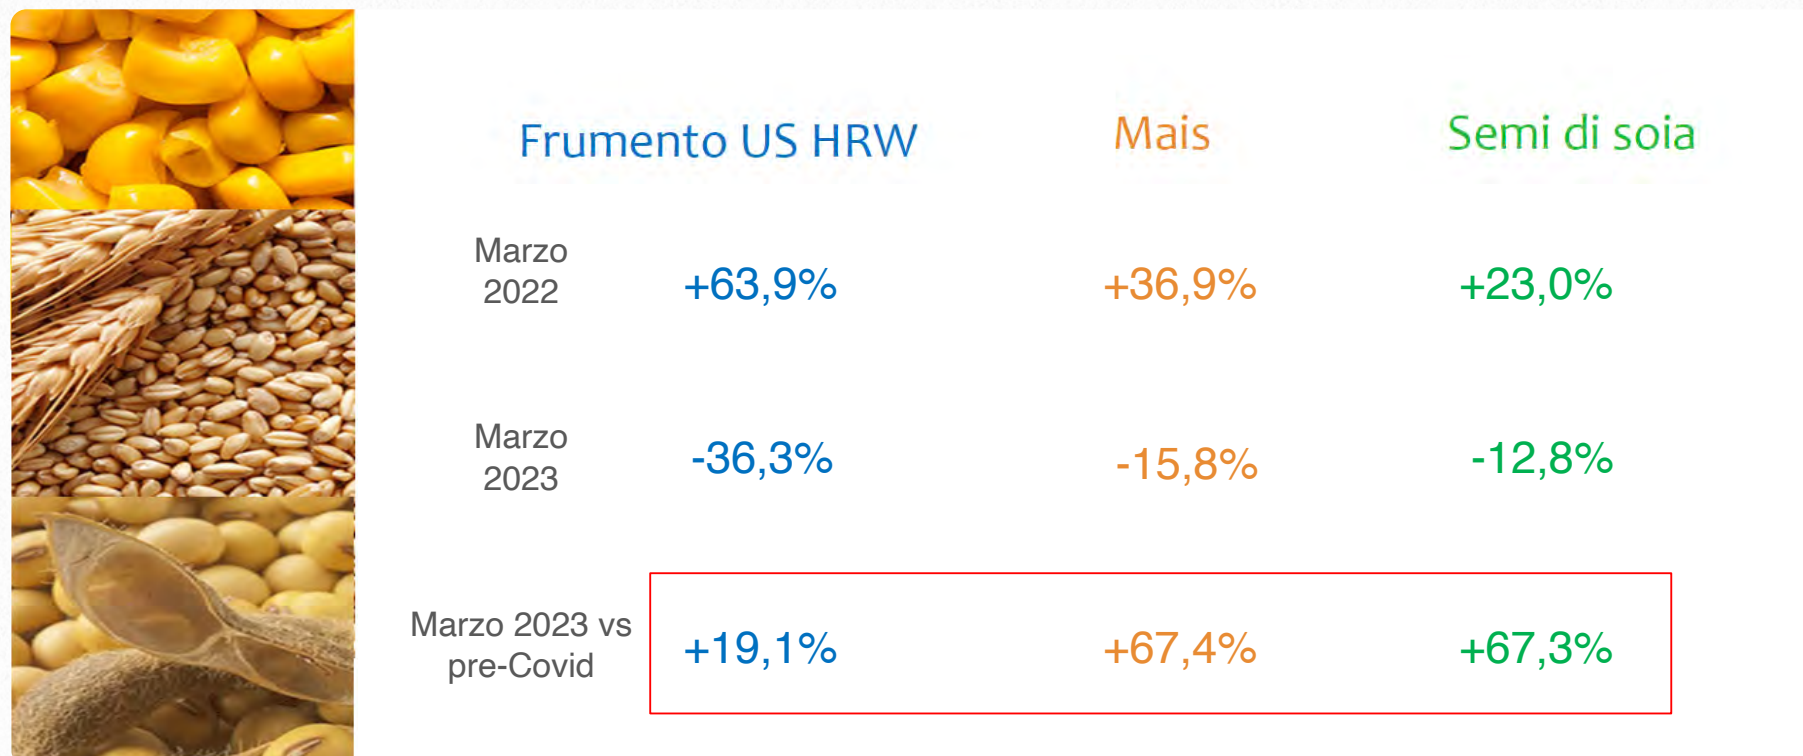 Frumento US HRW
Mais
Semi di soia
Marzo
2022
+63,9%
+36,9%
+23,0%
Marzo
2023
-36,3%
-15,8%
-12,8%
Marzo 2023 vs
pre-Covid
+19,1%
+67,4%
+67,3%